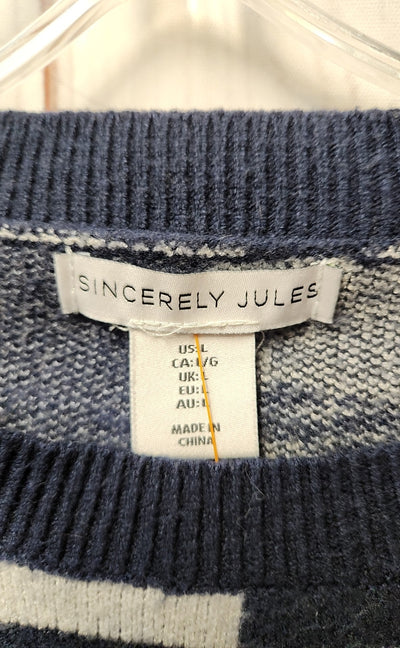 SINCERELY JULES
US: L
CA: L/G
UK: L
EU: L
AU: L
MADE IN
CHINA